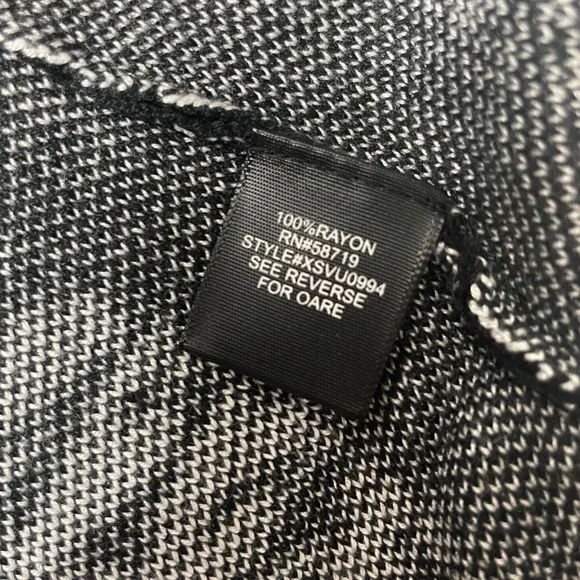 100%RAYON
RN#58719
STYLE#XSVU0994
SEE REVERSE
FOR OARE